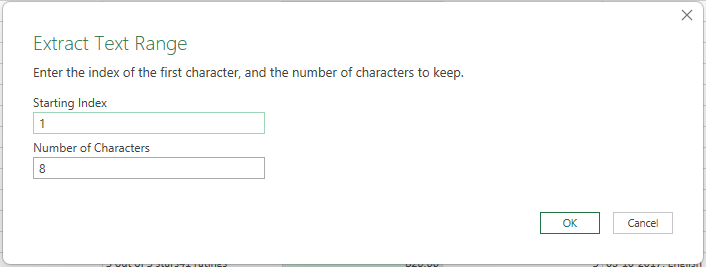 Extract Text Range
Enter the index of the first character, and the number of characters to keep.
Starting Index
1
Number of Characters
8
OK
Cancel